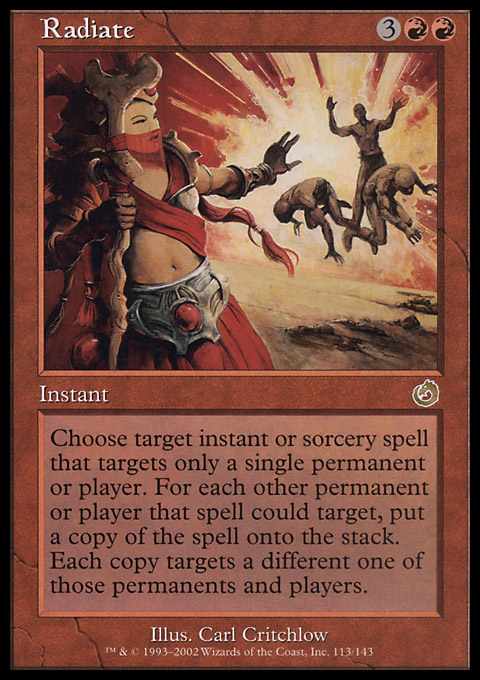 Radiate 3
Instant
Choose target instant or sorcery spell
that targets only a single permanent
or player. For each other permanent
or player that spell could target, put
a copy of the spell onto the stack.
Each copy targets a different one of
those permanents and players.
Illus. Carl Critchlow
™ & © 1993–2002 Wizards of the Coast, Inc. 113/143